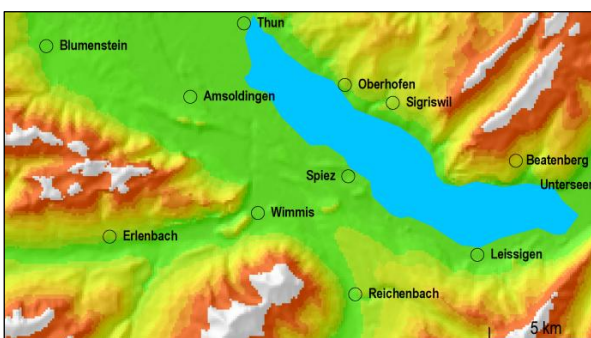 Thun
Blumenstein
Oberhofen
Amsoldingen
Sigriswil
Beatenberg
Spiez
Unterseen
Wimmis
Erlenbach
Leissigen
Reichenbach
5 km